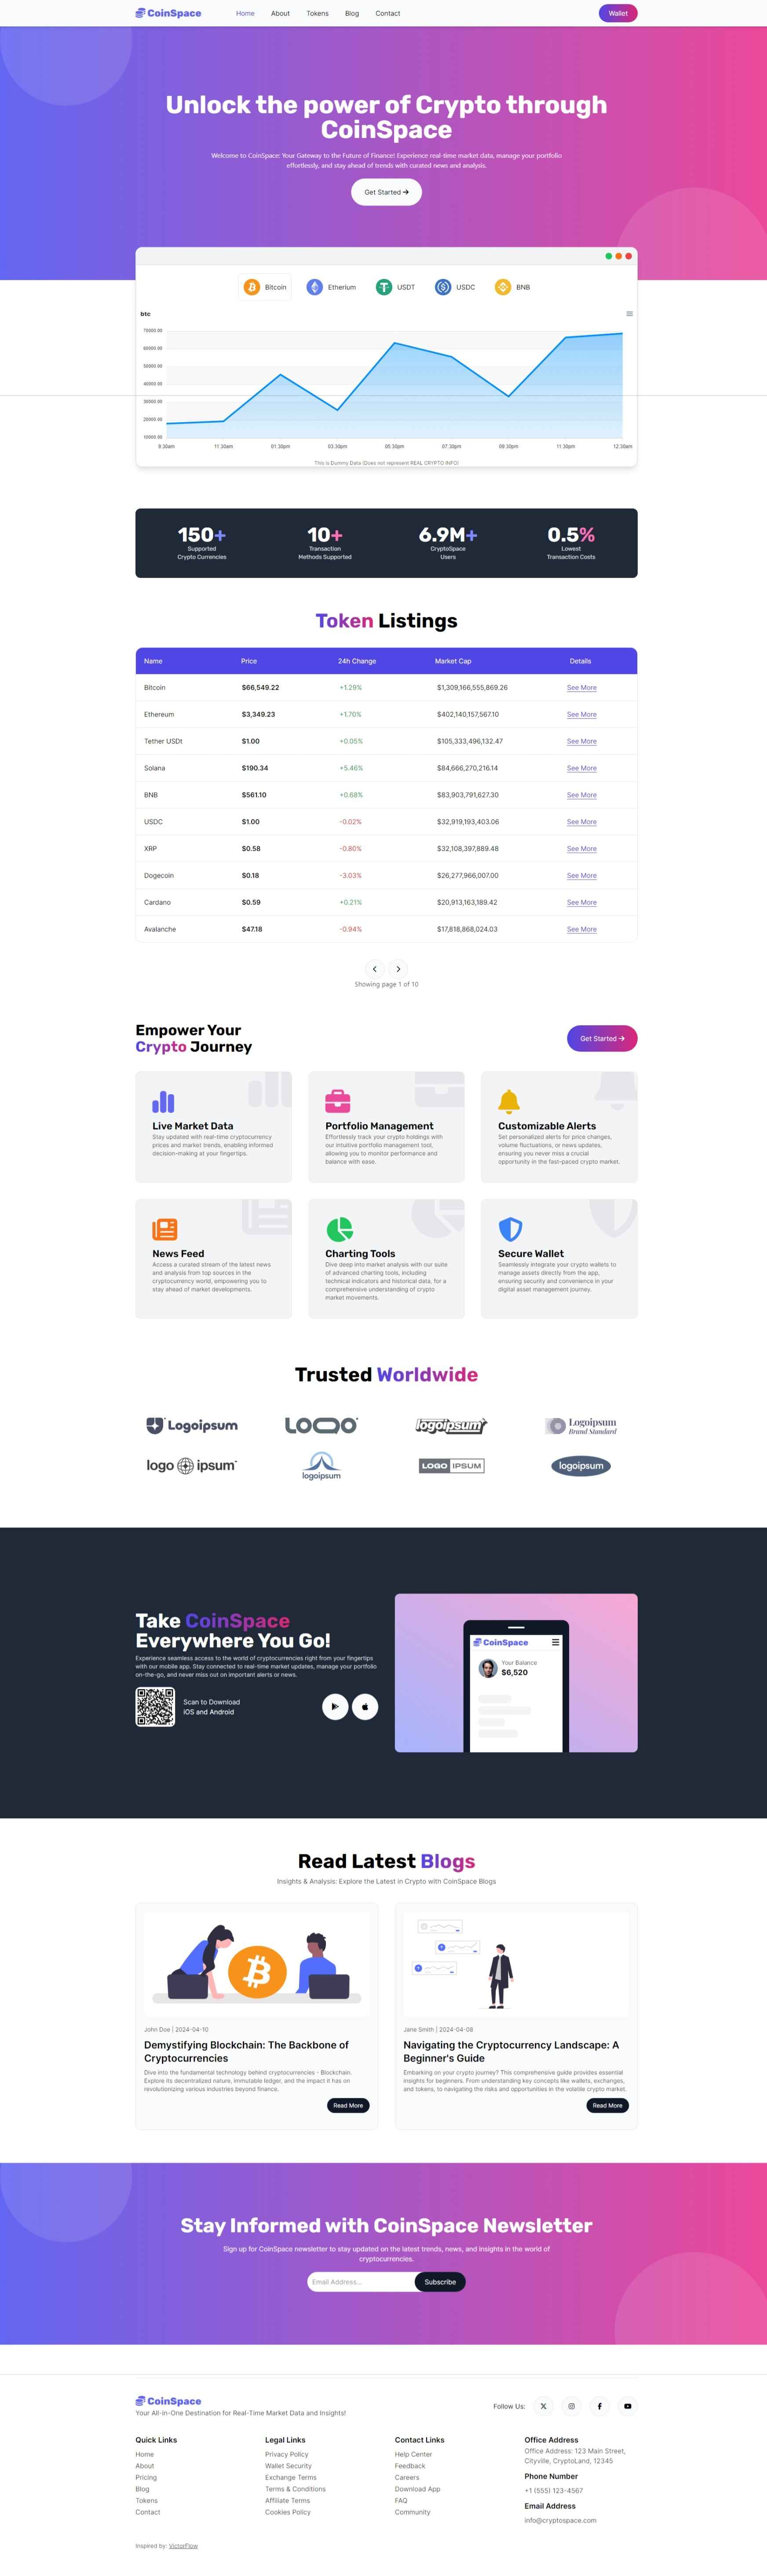 CoinSpace
Home About Tokens Blog Contact
Wallet
Unlock the power of Crypto through
CoinSpace
Welcome to CoinSpace: Your Gateway to the Future of Finance! Experience real-time market data, manage your portfolio
effortlessly, and stay ahead of trends with curated news and analysis.
Get Started
Bitcoin Etherium USDT USDC BNB
btc
70000.00
60000.00
50000.00
40000.00
30000.00
20000.00
10000.00
9:30am 11:30am 01:30pm 03:30pm 05:30pm 07:30pm 09:30pm 11:30pm 12:30am
This is Dummy Data !Does not represent REAL CRYPTO INFO!
150+ 10+ 6.9M+ 0.5%
Supported Transaction CryptoSpace Lowest
Crypto Currencies Methods Supported Users Transaction Costs
Token Listings
Name Price 24h Change Market Cap Details
Bitcoin $66,549.22 +1.29% $1,309,166,555,869.26 See More
Ethereum $3,349.23 +1.70% $402,140,157,567.10 See More
Tether USDt $1.00 +0.05% $105,333,496,132.47 See More
Solana $190.34 +5.46% $84,666,270,216.14 See More
BNB $561.10 +0.68% $83,903,791,627.30 See More
USDC $1.00 -0.02% $32,919,193,403.06 See More
XRP $0.58 -0.80% $32,108,397,889.48 See More
Dogecoin $0.18 -3.03% $26,277,966,007.00 See More
Cardano $0.59 +0.21% $20,913,163,189.42 See More
Avalanche $47.18 -0.94% $17,818,868,024.03 See More
Showing page 1 of 10
Empower Your
Crypto Journey
Get Started
Live Market Data
Stay updated with real-time cryptocurrency
prices and market trends, enabling informed
decision-making at your fingertips.
Portfolio Management
Effortlessly track your crypto holdings with
our intuitive portfolio management tool,
allowing you to monitor performance and
balance with ease.
Customizable Alerts
Set personalized alerts for price changes,
volume fluctuations, or news updates,
ensuring you never miss a crucial
opportunity in the fast-paced crypto market.
News Feed
Access a curated stream of the latest news
and analysis from top sources in the
cryptocurrency world, empowering you to
stay ahead of market developments.
Charting Tools
Dive deep into market analysis with our suite
of advanced charting tools, including
technical indicators and historical data, for a
comprehensive understanding of crypto
market movements.
Secure Wallet
Seamlessly integrate your crypto wallets to
manage assets directly from the app,
ensuring security and convenience in your
digital asset management journey.
Trusted Worldwide
Logoipsum
LOQO
logoipsum
Logoipsum
Brand Standard
logo ipsum
logoipsum
LOGO IPSUM
logoipsum
Take CoinSpace
Everywhere You Go!
Experience seamless access to the world of cryptocurrencies right from your fingertips
with our mobile app. Stay connected to real-time market updates, manage your portfolio
on-the-go, and never miss out on important alerts or news.
Scan to Download
iOS and Android
CoinSpace
Your Balance
$6,520
Read Latest Blogs
Insights & Analysis: Explore the Latest in Crypto with CoinSpace Blogs
John Doe | 2024-04-10
Demystifying Blockchain: The Backbone of
Cryptocurrencies
Dive into the fundamental technology behind cryptocurrencies - Blockchain.
Explore its decentralized nature, immutable ledger, and the impact it has on
revolutionizing various industries beyond finance.
Read More
Jane Smith | 2024-04-08
Navigating the Cryptocurrency Landscape: A
Beginner's Guide
Embarking on your crypto journey? This comprehensive guide provides essential
insights for beginners. From understanding key concepts like wallets, exchanges,
and tokens, to navigating the risks and opportunities in the volatile crypto market.
Read More
Stay Informed with CoinSpace Newsletter
Sign up for CoinSpace newsletter to stay updated on the latest trends, news, and insights in the world of
cryptocurrencies.
Email Address...
Subscribe
CoinSpace
Your All-in-One Destination for Real-Time Market Data and Insights!
Follow Us:
Quick Links
Home
About
Pricing
Blog
Tokens
Contact
Legal Links
Privacy Policy
Wallet Security
Exchange Terms
Terms & Conditions
Affiliate Terms
Cookies Policy
Contact Links
Help Center
Feedback
Careers
Download App
FAQ
Community
Office Address
Office Address: 123 Main Street,
Cityville, CryptoLand, 12345
Phone Number
+1 (555) 123-4567
Email Address
info@cryptospace.com
Inspired by: VictorFlow